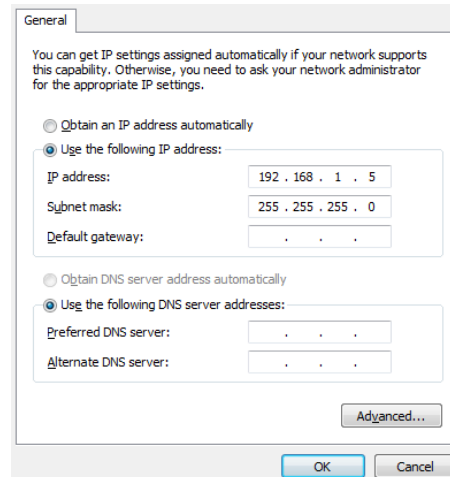 General
You can get IP settings assigned automatically if your network supports
this capability. Otherwise, you need to ask your network administrator
for the appropriate IP settings.
Obtain an IP address automatically
Use the following IP address:
IP address: 192 . 168 . 1 . 5
Subnet mask: 255 . 255 . 255 . 0
Default gateway: . . .
Obtain DNS server address automatically
Use the following DNS server addresses:
Preferred DNS server: . . .
Alternate DNS server: . . .
Advanced...
OK Cancel